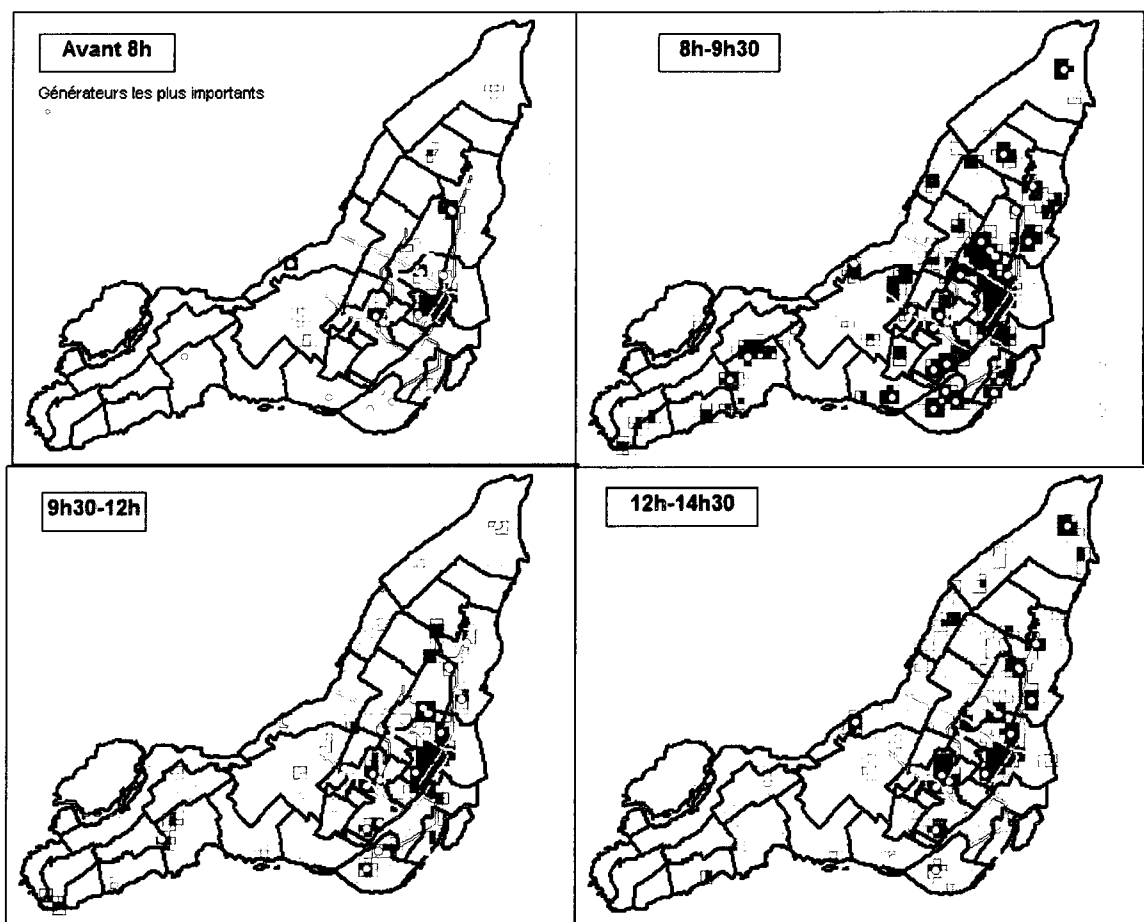 Avant 8h
Générateurs les plus importants
8h-9h30
9h30-12h
12h-14h30